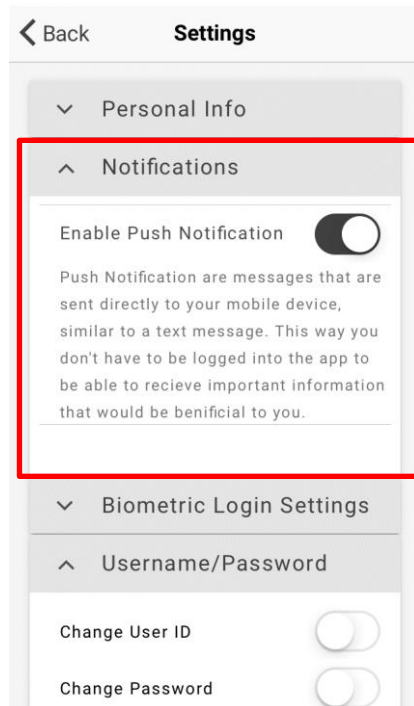 Back Settings
Personal Info
Notifications
Enable Push Notification
Push Notification are messages that are
sent directly to your mobile device,
similar to a text message. This way you
don't have to be logged into the app to
be able to recieve important information
that would be benificial to you.
Biometric Login Settings
Username/Password
Change User ID
Change Password